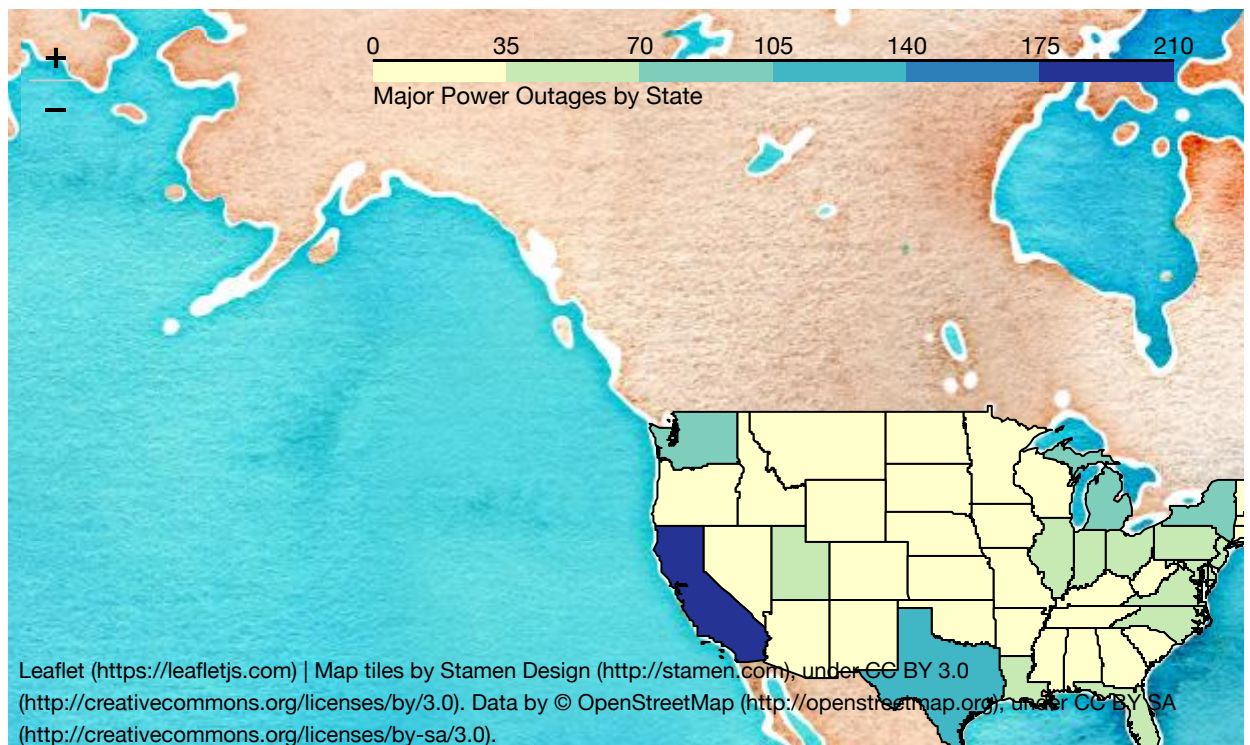 +
−
0 35 70 105 140 175 210
Major Power Outages by State
Leaflet (https://leafletjs.com) | Map tiles by Stamen Design (http://stamen.com), under CC BY 3.0
(http://creativecommons.org/licenses/by/3.0). Data by © OpenStreetMap (http://openstreetmap.org), under CC BY SA
(http://creativecommons.org/licenses/by-sa/3.0).